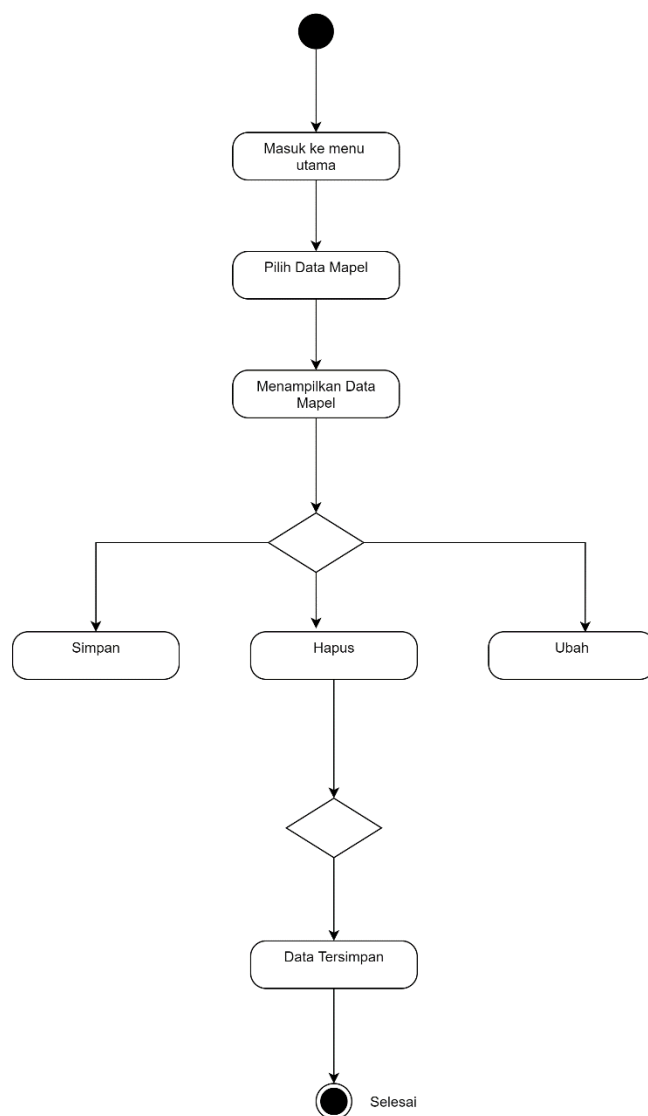 Masuk ke menu
utama
Pilih Data Mapel
Menampilkan Data
Mapel
Simpan
Hapus
Ubah
Data Tersimpan
Selesai